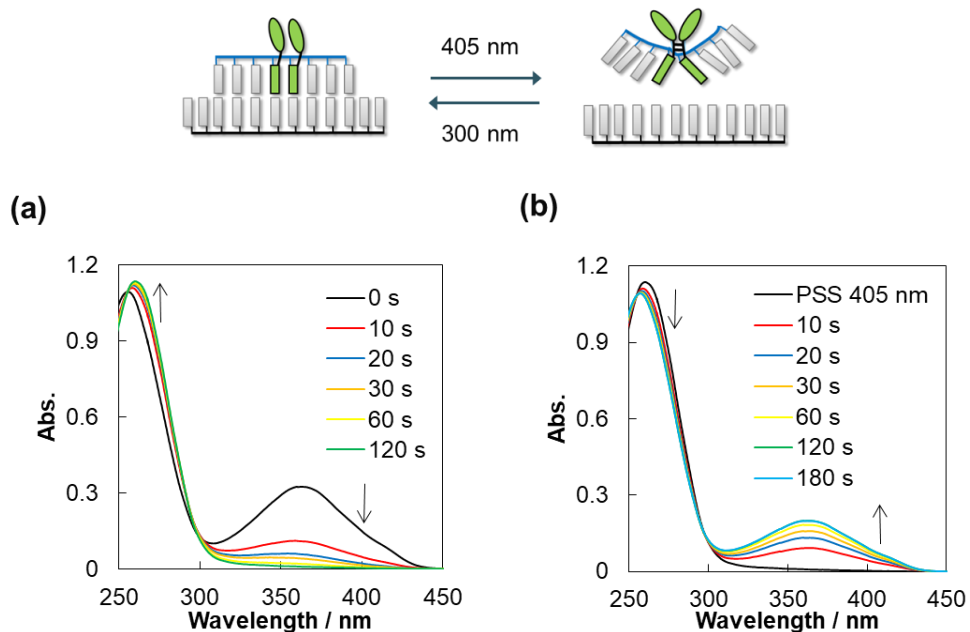 405 nm
300 nm
(a)
(b)
1.2
0.9
0.6
0.3
0
250
300
350
400
450
Abs.
Wavelength / nm
0 s
10 s
20 s
30 s
60 s
120 s
1.2
0.9
0.6
0.3
0
250
300
350
400
450
Abs.
Wavelength / nm
PSS 405 nm
10 s
20 s
30 s
60 s
120 s
180 s